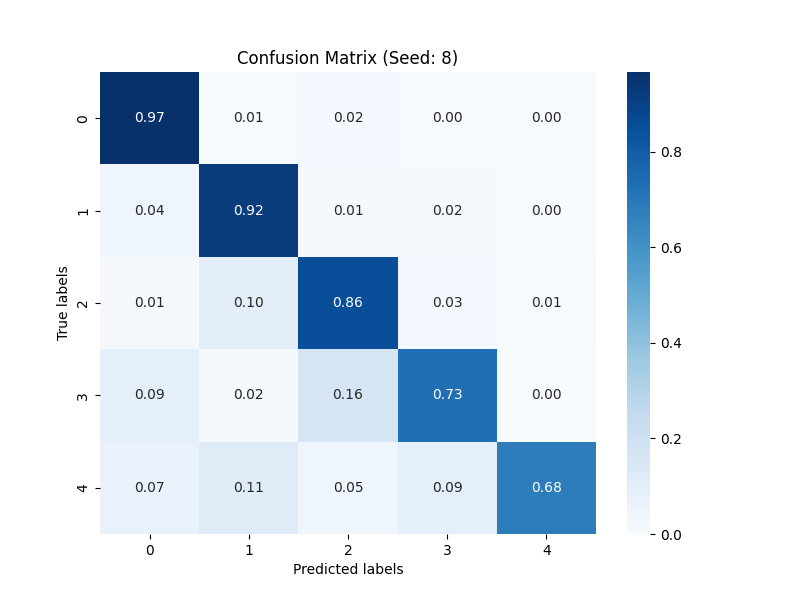 Confusion Matrix (Seed: 8)
True labels
0 0.97 0.01 0.02 0.00 0.00
1 0.04 0.92 0.01 0.02 0.00
2 0.01 0.10 0.86 0.03 0.01
3 0.09 0.02 0.16 0.73 0.00
4 0.07 0.11 0.05 0.09 0.68
0 1 2 3 4
Predicted labels
0.8
0.6
0.4
0.2
0.0